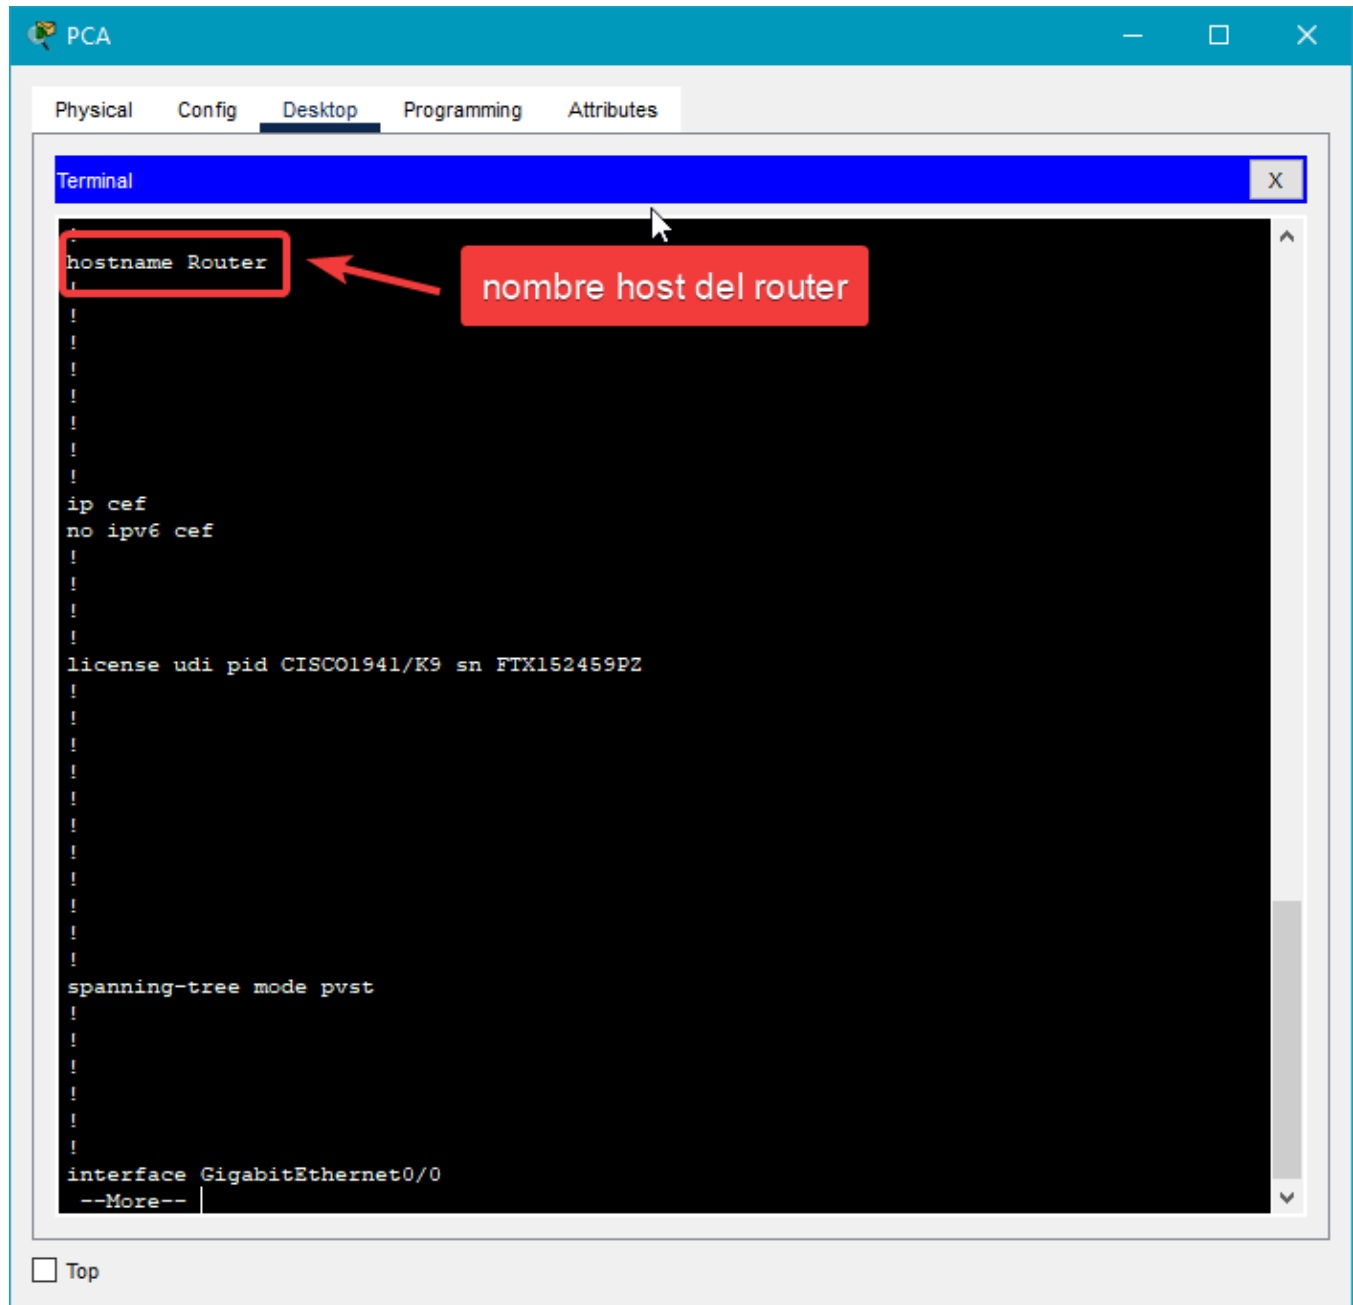 PCA
Physical Config Desktop Programming Attributes
Terminal
X
!
hostname Router
nombre host del router
!
!
!
!
!
!
!
!
ip cef
no ipv6 cef
!
!
!
!
license udi pid CISCO1941/K9 sn FTX152459PZ
!
!
!
!
!
!
!
!
!
!
!
spanning-tree mode pvst
!
!
!
!
!
!
interface GigabitEthernet0/0
--More--
Top